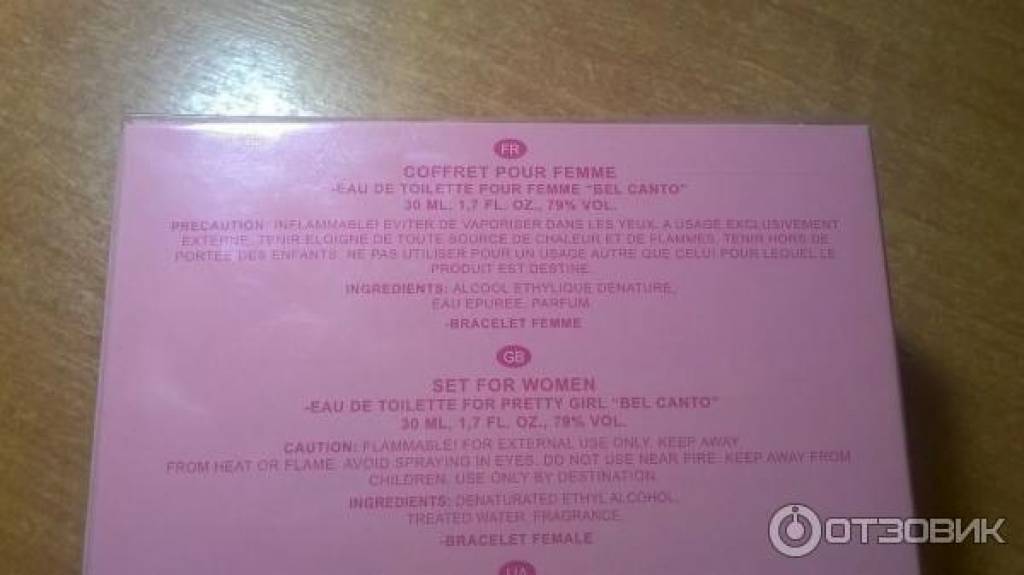 FR
COFFRET POUR FEMME
-EAU DE TOILETTE POUR FEMME "BEL CANTO"
30 ML, 1,7 FL. OZ., 79% VOL.
PRECAUTION: INFLAMMABLE! EVITER DE VAPORISER DANS LES YEUX. A USAGE EXCLUSIVEMENT
EXTERNE. TENIR ELOIGNE DE TOUTE SOURCE DE CHALEUR ET DE FLAMMES. TENIR HORS DE
PORTEE DES ENFANTS. NE PAS UTILISER POUR UN USAGE AUTRE QUE CELUI POUR LEQUEL LE
PRODUIT EST DESTINE.
INGREDIENTS: ALCOOL ETHYLIQUE DENATURE,
EAU EPUREE, PARFUM
-BRACELET FEMME
GB
SET FOR WOMEN
-EAU DE TOILETTE FOR PRETTY GIRL "BEL CANTO"
30 ML, 1,7 FL. OZ., 79% VOL.
CAUTION: FLAMMABLE! FOR EXTERNAL USE ONLY. KEEP AWAY
FROM HEAT OR FLAME. AVOID SPRAYING IN EYES. DO NOT USE NEAR FIRE. KEEP AWAY FROM
CHILDREN. USE ONLY BY DESTINATION.
INGREDIENTS: DENATURATED ETHYL ALCOHOL,
TREATED WATER, FRAGRANCE.
-BRACELET FEMALE
UA
ОТЗОВИК